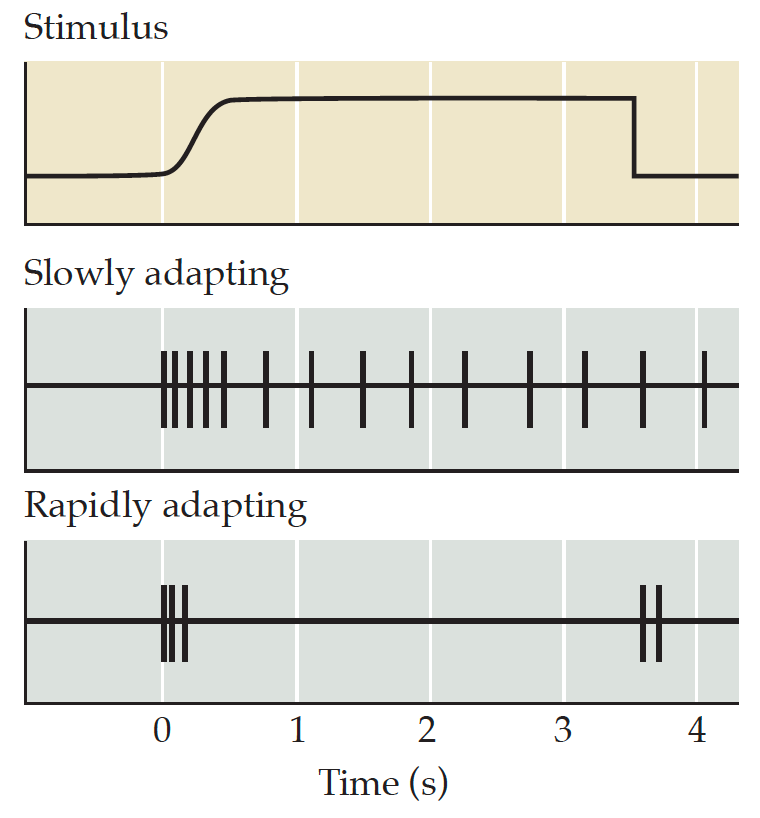 Stimulus
Slowly adapting
Rapidly adapting
0 1 2 3 4
Time (s)